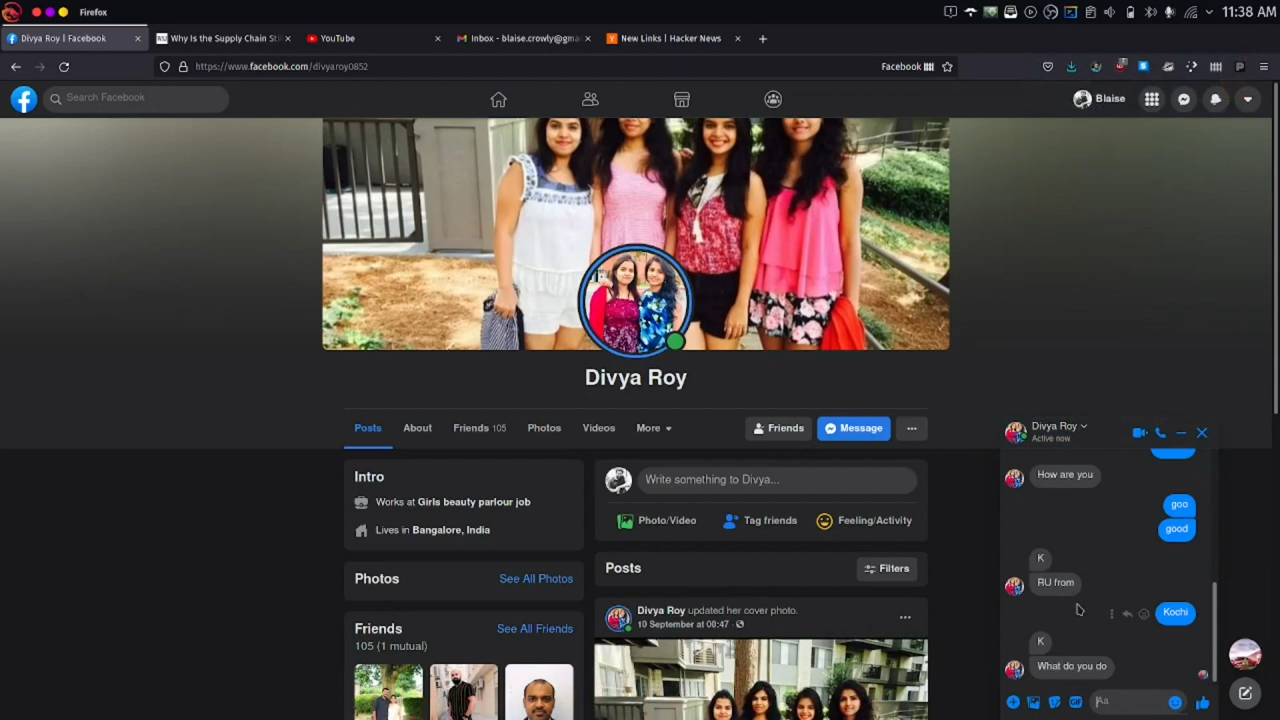 Firefox
11:38 AM
Divya Roy | Facebook
Why Is the Supply Chain Sti
YouTube
Inbox - blaise.crowly@gma
New Links | Hacker News
https://www.facebook.com/divyaroy0852
Facebook
Search Facebook
Blaise
Divya Roy
Posts
About
Friends 105
Photos
Videos
More
Friends
Message
Intro
Works at Girls beauty parlour job
Lives in Bangalore, India
Photos
See All Photos
Friends
See All Friends
105 (1 mutual)
Write something to Divya...
Photo/Video
Tag friends
Feeling/Activity
Posts
Filters
Divya Roy updated her cover photo.
10 September at 00:47
Divya Roy
Active now
How are you
goo
good
K
RU from
Kochi
K
What do you do
Aa